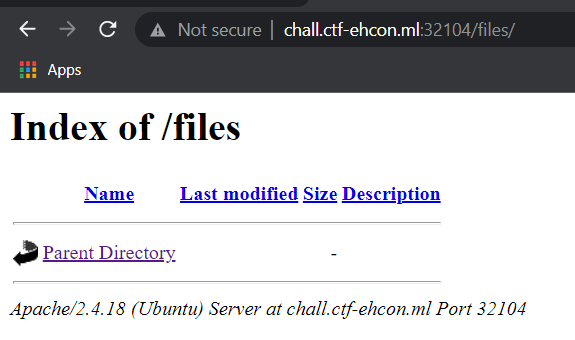 Not secure | chall.ctf-ehcon.ml:32104/files/
Apps
Index of /files
Name Last modified Size Description
Parent Directory -
Apache/2.4.18 (Ubuntu) Server at chall.ctf-ehcon.ml Port 32104